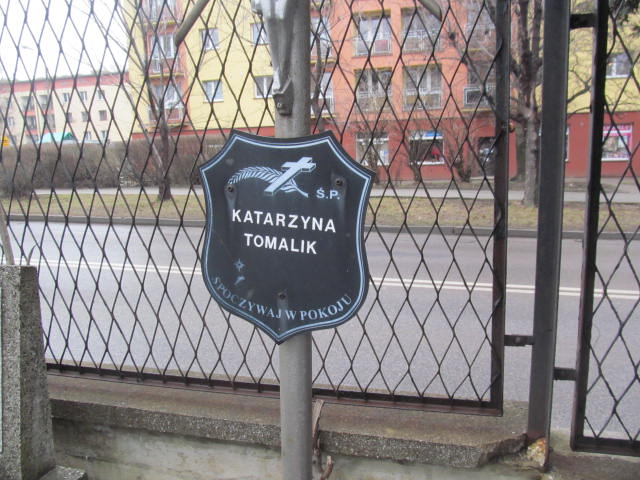 Ś.P.
KATARZYNA
TOMALIK
SPOCZYWAJ W POKOJU